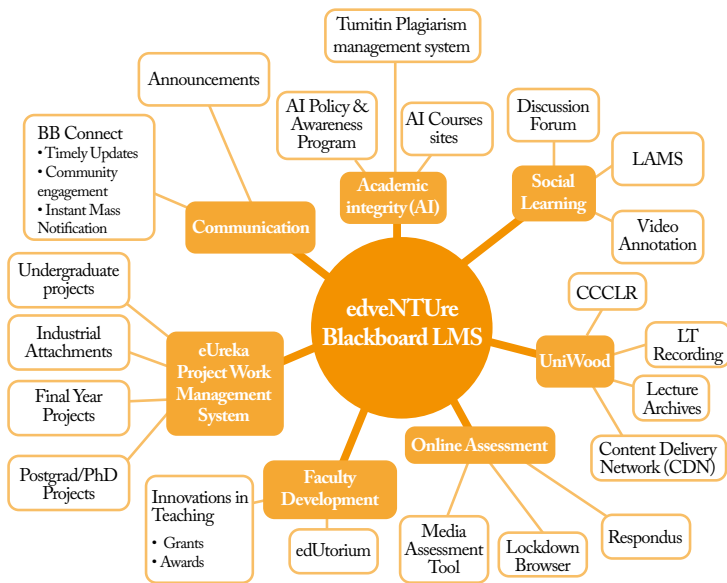 Tumitin Plagiarism
management system
Announcements
AI Policy &
Awareness
Program
AI Courses
sites
Discussion
Forum
LAMS
Video
Annotation
BB Connect
• Timely Updates
• Community
engagement
• Instant Mass
Notification
Communication
Academic
integrity (AI)
Social
Learning
edveNTUre
Blackboard LMS
Undergraduate
projects
Industrial
Attachments
Final Year
Projects
Postgrad/PhD
Projects
eUreka
Project Work
Management
System
CCCLR
UniWood
LT
Recording
Lecture
Archives
Content Delivery
Network (CDN)
Faculty
Development
Innovations in
Teaching
• Grants
• Awards
edUtorium
Online Assessment
Media
Assessment
Tool
Lockdown
Browser
Respondus